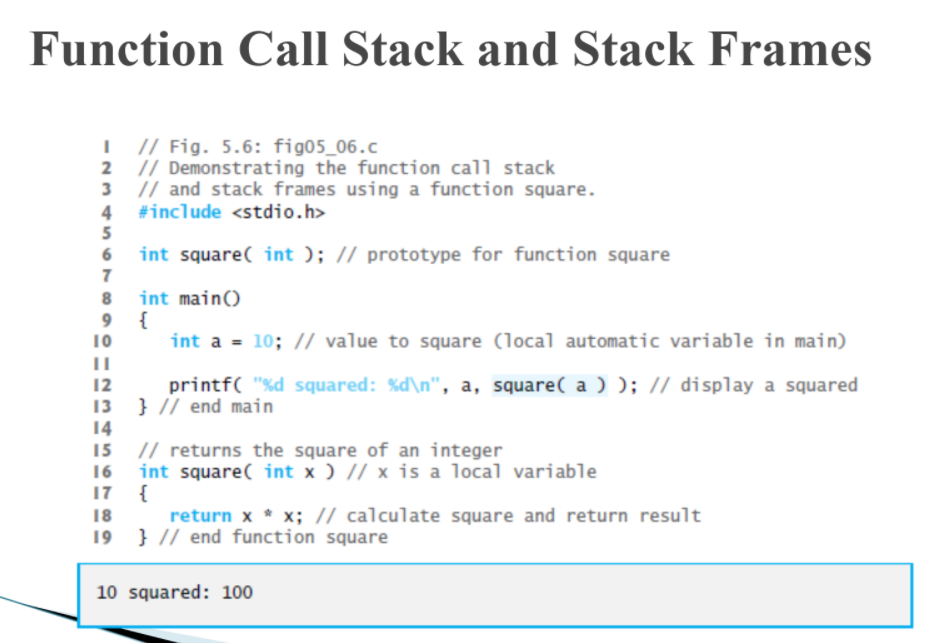 Function Call Stack and Stack Frames
1 // Fig. 5.6: fig05_06.c
2 // Demonstrating the function call stack
3 // and stack frames using a function square.
4 #include <stdio.h>
5
6 int square( int ); // prototype for function square
7
8 int main()
9 {
10 int a = 10; // value to square (local automatic variable in main)
11
12 printf( "%d squared: %d\n", a, square( a ) ); // display a squared
13 } // end main
14
15 // returns the square of an integer
16 int square( int x ) // x is a local variable
17 {
18 return x * x; // calculate square and return result
19 } // end function square
10 squared: 100